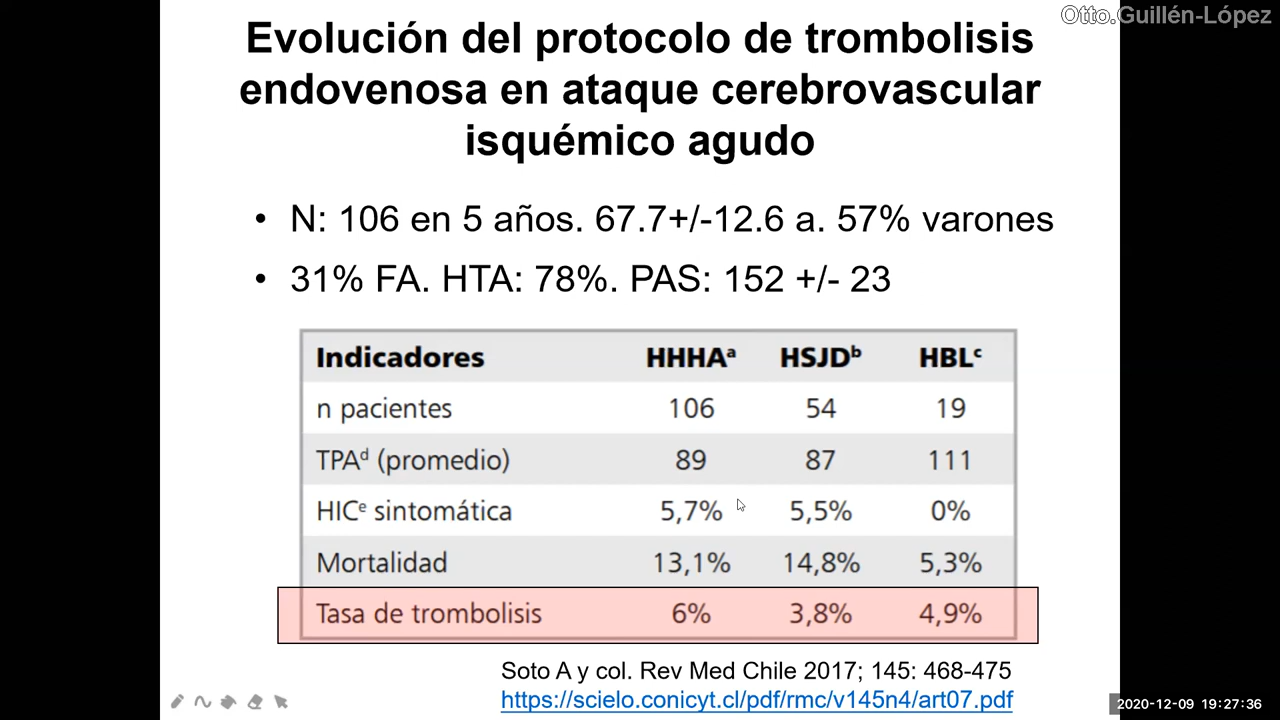 Otto.Guillén-López
Evolución del protocolo de trombolisis
endovenosa en ataque cerebrovascular
isquémico agudo
• N: 106 en 5 años. 67.7+/-12.6 a. 57% varones
• 31% FA. HTA: 78%. PAS: 152 +/- 23
Indicadores HHHAᵃ HSJDᵇ HBLᶜ
n pacientes 106 54 19
TPAᵈ (promedio) 89 87 111
HICᵉ sintomática 5,7% 5,5% 0%
Mortalidad 13,1% 14,8% 5,3%
Tasa de trombolisis 6% 3,8% 4,9%
Soto A y col. Rev Med Chile 2017; 145: 468-475
https://scielo.conicyt.cl/pdf/rmc/v145n4/art07.pdf
2020-12-09 19:27:36